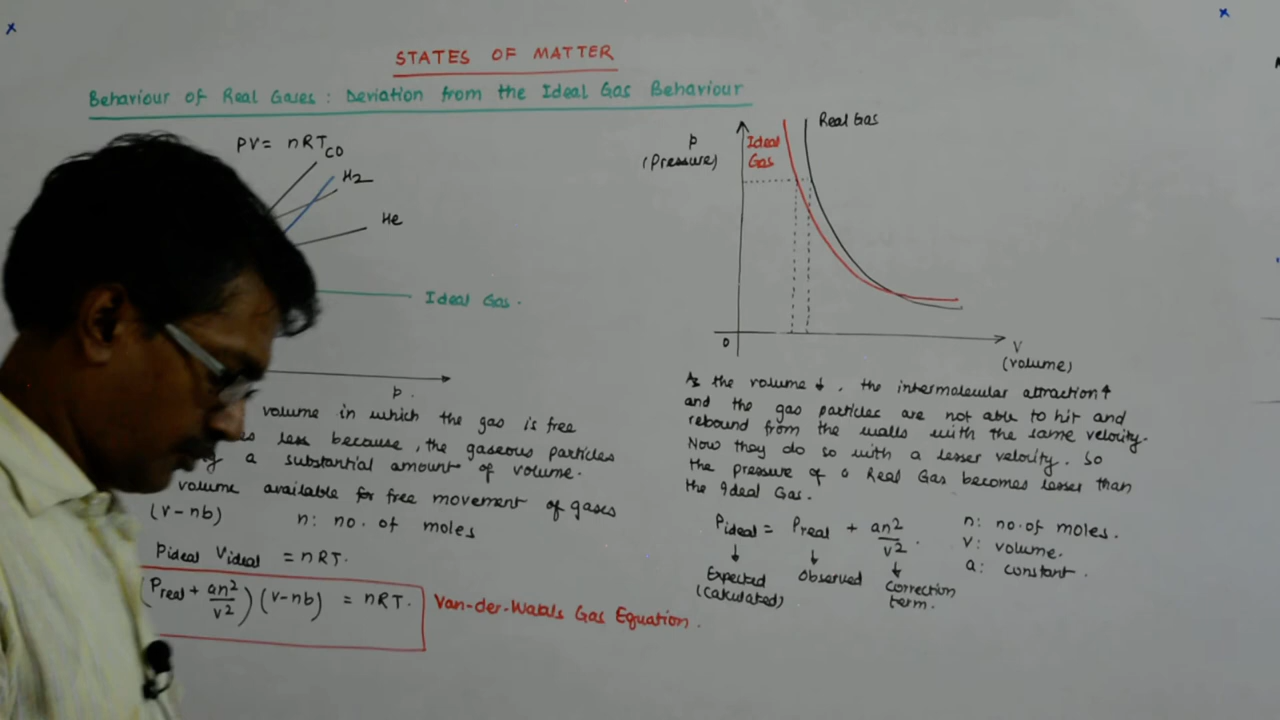 STATES OF MATTER
Behaviour of Real Gases : Deviation from the Ideal Gas Behaviour
PV = nRT
CO
H2
He
Ideal Gas.
p.
volume in which the gas is free
less because, the gaseous particles
a substantial amount of volume.
volume available for free movement of gases
(V-nb) n: no. of moles
Pideal Videal = nRT.
(Preal + an²/v²) (v-nb) = nRT.
Van-der-Waals Gas Equation.
P
(Pressure)
Ideal
Gas
Real Gas
0
V
(volume)
As the volume ↓, the intermolecular attraction ↑
and the gas particles are not able to hit and
rebound from the walls with the same velocity.
Now they do so with a lesser velocity. So
the pressure of a Real Gas becomes lesser than
the Ideal Gas.
Pideal = Preal + an²/v².
↓ ↓ ↓
Expected Observed Correction
(calculated) term.
n: no. of moles.
V: volume.
a: constant.